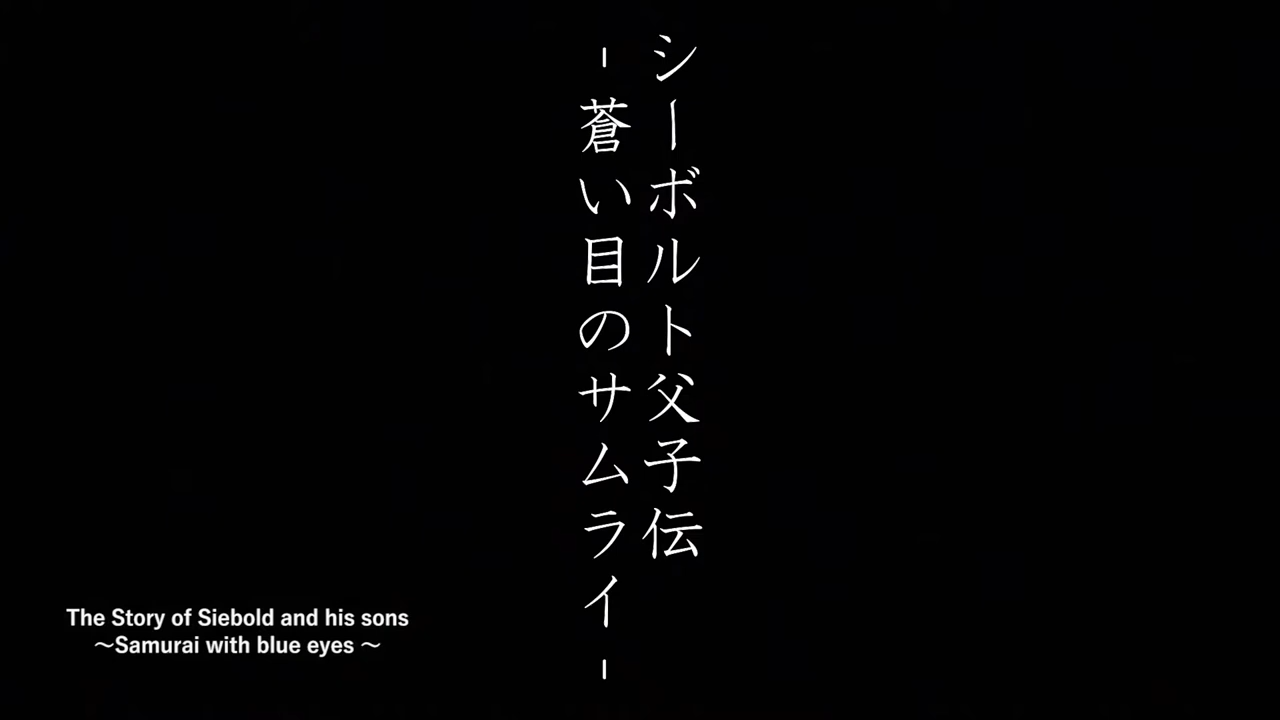 シーボルト父子伝
-蒼い目のサムライ-
The Story of Siebold and his sons
～Samurai with blue eyes ～